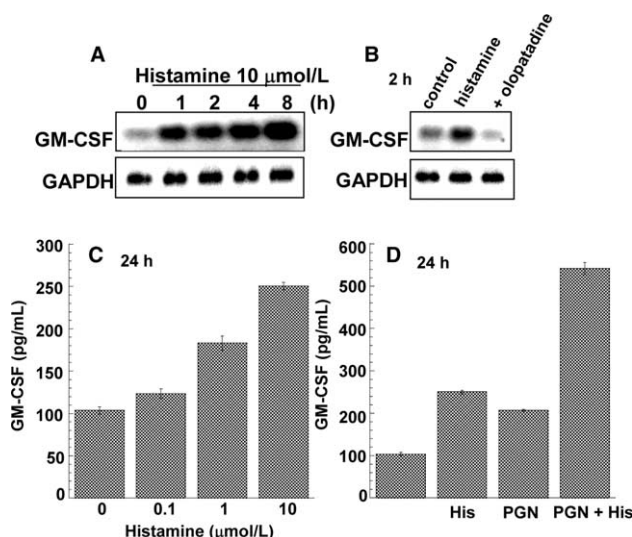 A
Histamine 10 μmol/L
0 1 2 4 8 (h)
GM-CSF
GAPDH
B
2 h
control
histamine
+ olopatadine
GM-CSF
GAPDH
C 24 h
GM-CSF (pg/mL)
300
250
200
150
100
50
0
0 0.1 1 10
Histamine (μmol/L)
D
24 h
GM-CSF (pg/mL)
600
500
400
300
200
100
0
His PGN PGN + His